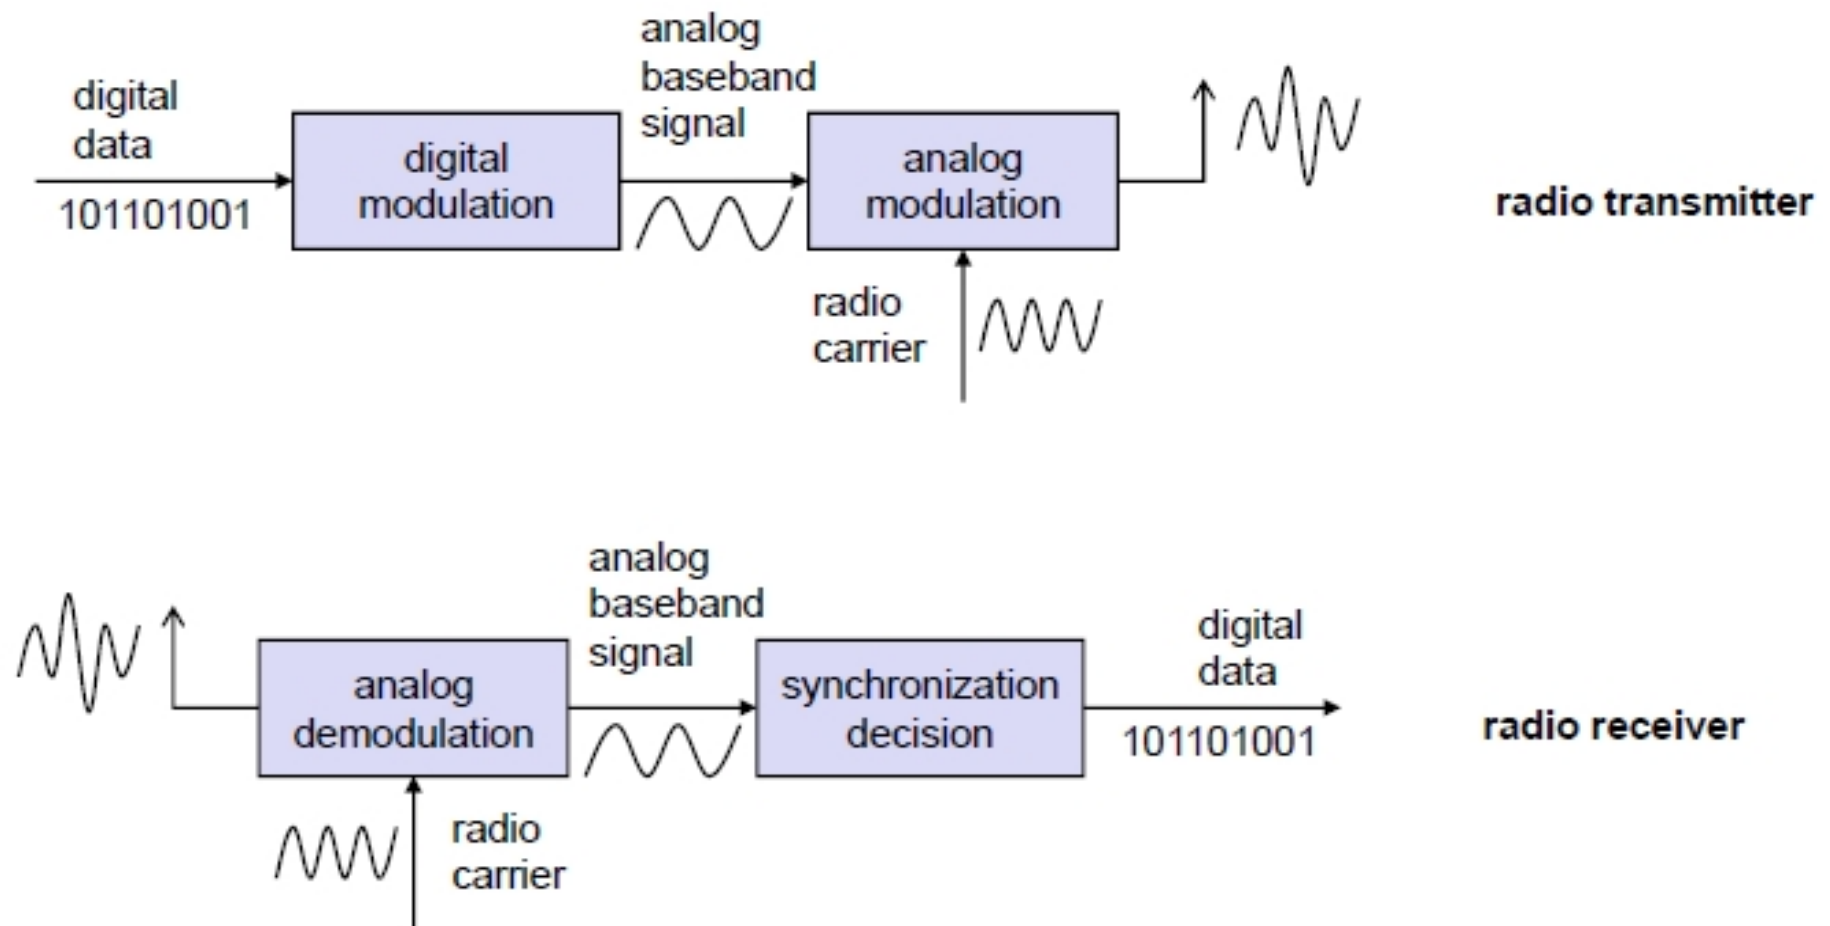 analog
baseband
signal
digital
data
101101001
digital
modulation
analog
modulation
radio
carrier
radio transmitter
analog
baseband
signal
analog
demodulation
synchronization
decision
digital
data
101101001
radio
carrier
radio receiver